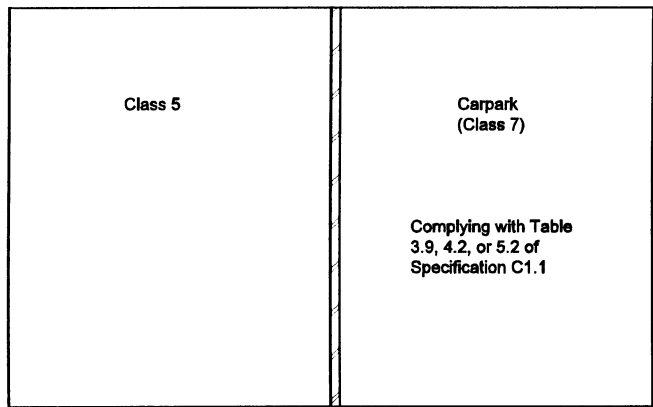 Class 5
Carpark
(Class 7)
Complying with Table
3.9, 4.2, or 5.2 of
Specification C1.1